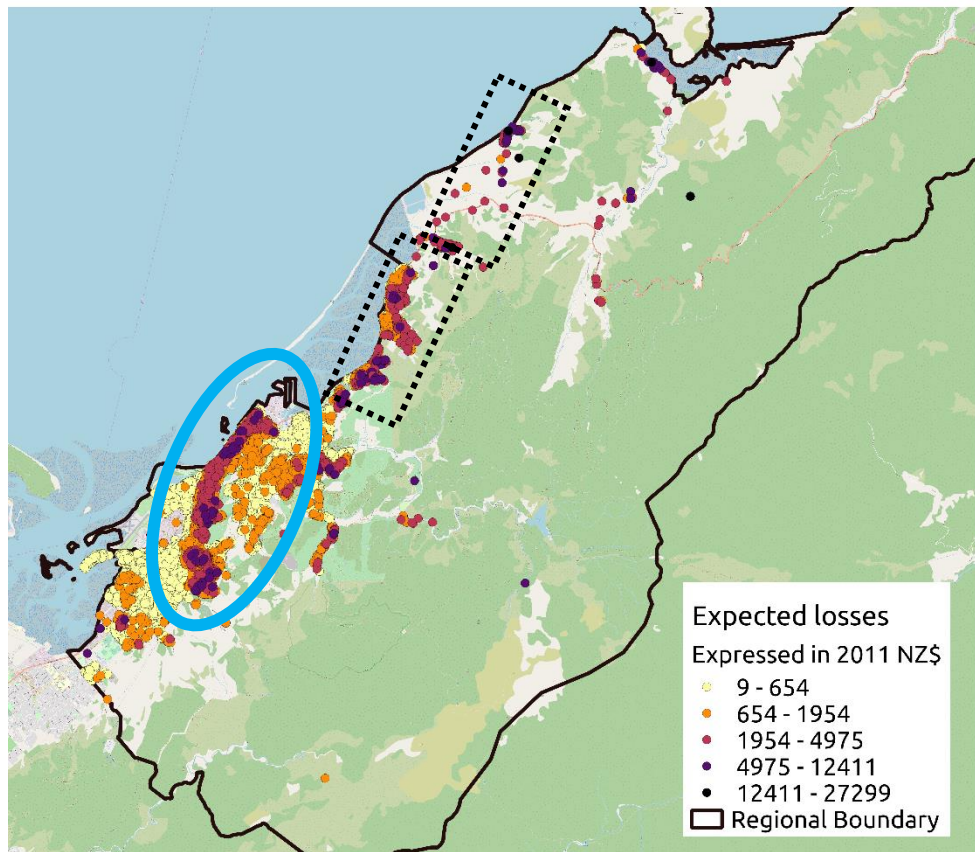 Expected losses
Expressed in 2011 NZ$
9 - 654
654 - 1954
1954 - 4975
4975 - 12411
12411 - 27299
Regional Boundary